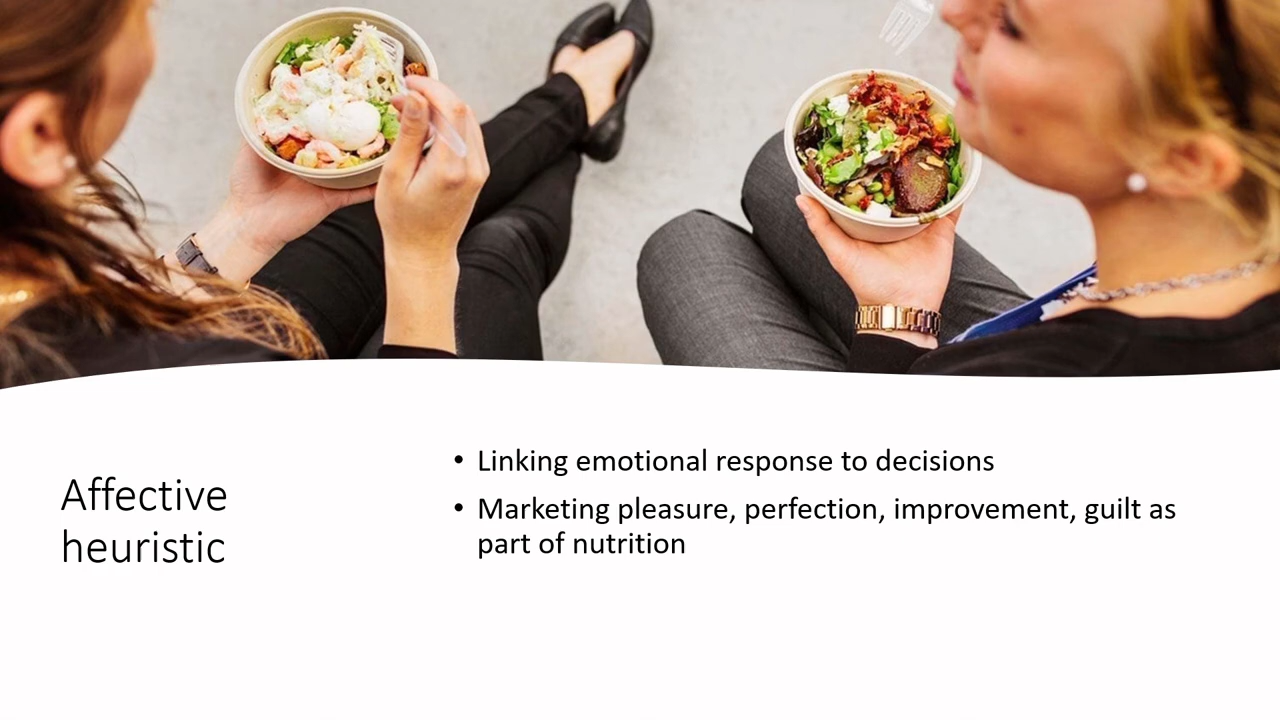 Affective
heuristic
• Linking emotional response to decisions
• Marketing pleasure, perfection, improvement, guilt as
part of nutrition